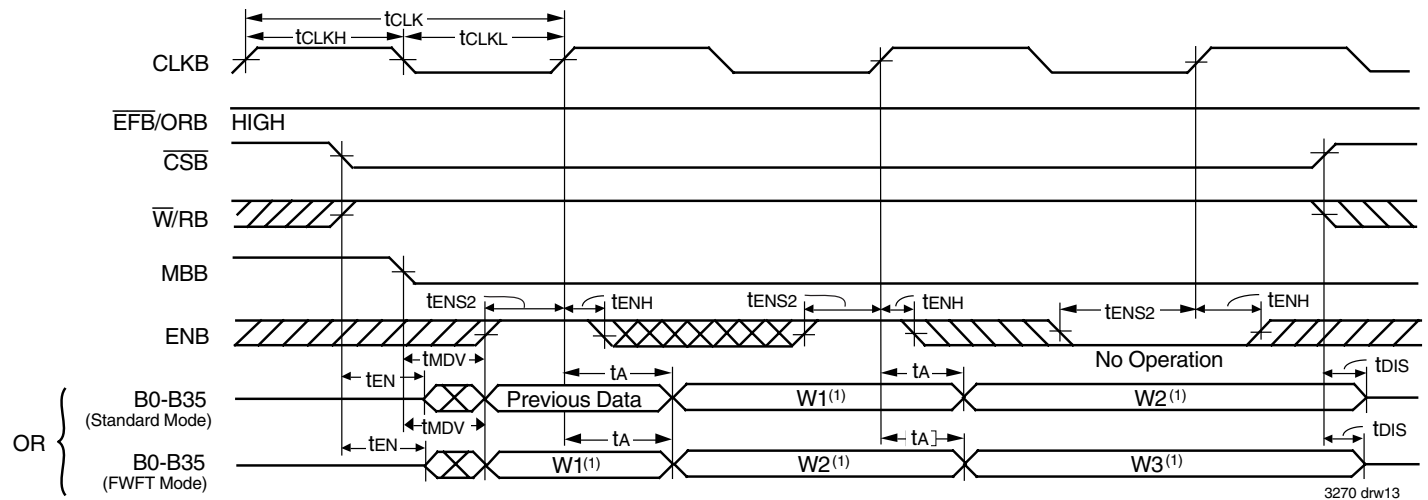 tCLK
tCLKH tCLKL
CLKB
EFB/ORB HIGH
CSB
W/RB
MBB
tENS2 tENH tENS2 tENH tENS2 tENH
ENB
No Operation
tMDV
tEN tA tA tDIS
B0-B35 Previous Data W1(1) W2(1)
(Standard Mode)
tMDV
OR
tEN tA tA tDIS
B0-B35 W1(1) W2(1) W3(1)
(FWFT Mode)
3270 drw13